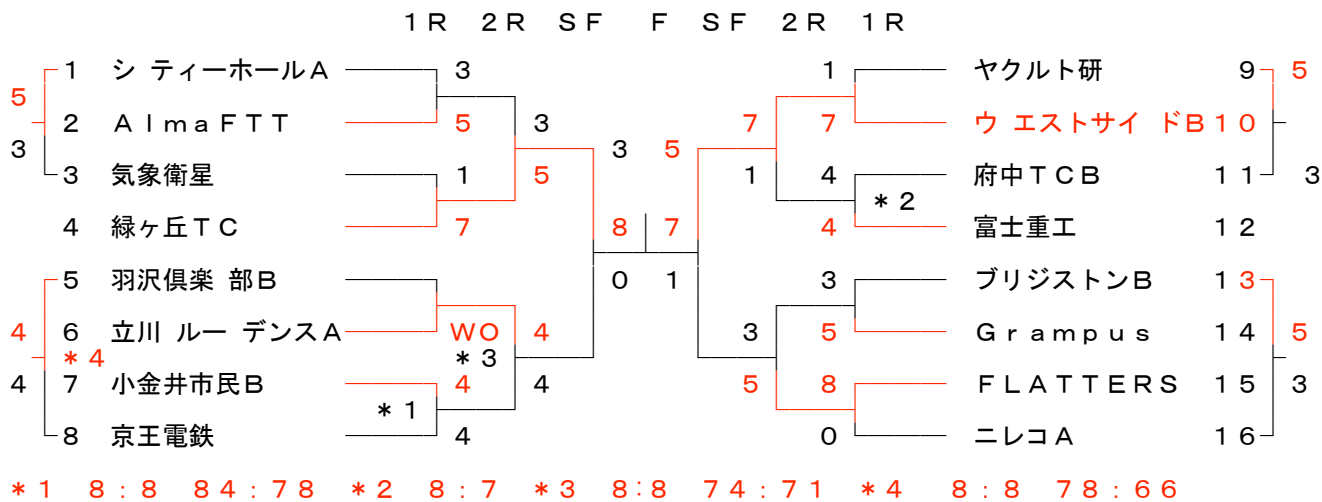 1R 2R SF F SF 2R 1R
1 シティーホールA 3 1 ヤクルト研 9 5
5
2 AlmaFTT 5 3 7 7 ウエストサイドB 10
3 3 5
3 気象衛星 1 5 1 4 府中TCB 11 3
*2
4 緑ヶ丘TC 7 8 7 4 富士重工 12
5 羽沢倶楽部B 0 1 3 ブリジストンB 13
4 6 立川ルーデンスA WO 4 3 5 Grampus 14 5
*4 *3
4 7 小金井市民B 4 4 5 8 FLATTERS 15 3
*1
8 京王電鉄 4 0 ニレコA 16
*1 8:8 84:78 *2 8:7 *3 8:8 74:71 *4 8:8 78:66